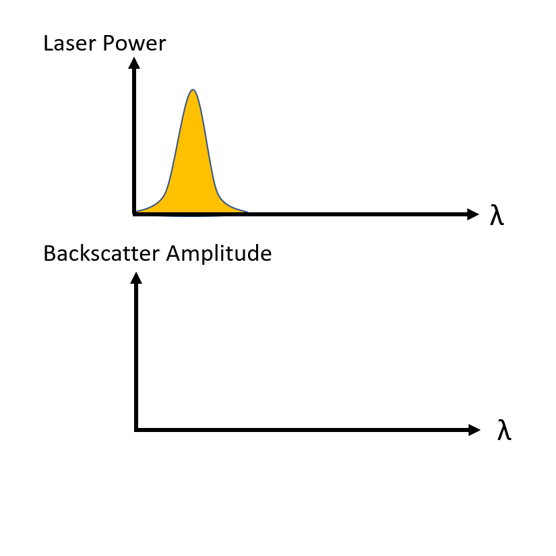 Laser Power
λ
Backscatter Amplitude
λ